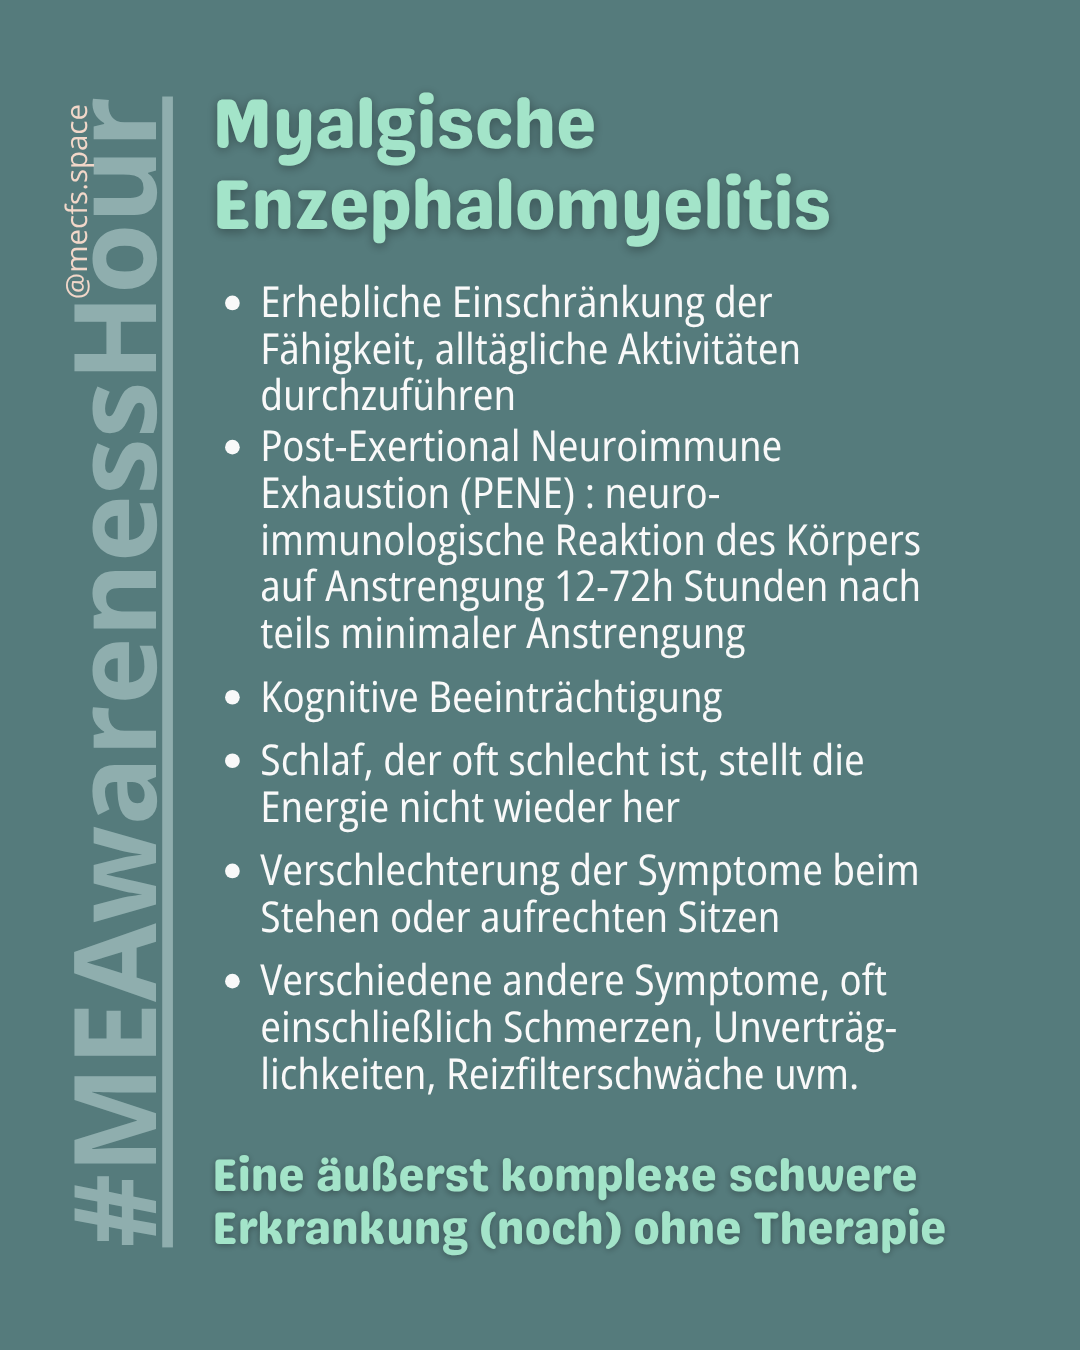 @mecfs.space
#MEAwarenessHour
Myalgische
Enzephalomyelitis
• Erhebliche Einschränkung der
Fähigkeit, alltägliche Aktivitäten
durchzuführen
• Post-Exertional Neuroimmune
Exhaustion (PENE) : neuro-
immunologische Reaktion des Körpers
auf Anstrengung 12-72h Stunden nach
teils minimaler Anstrengung
• Kognitive Beeinträchtigung
• Schlaf, der oft schlecht ist, stellt die
Energie nicht wieder her
• Verschlechterung der Symptome beim
Stehen oder aufrechten Sitzen
• Verschiedene andere Symptome, oft
einschließlich Schmerzen, Unverträg-
lichkeiten, Reizfilterschwäche uvm.
Eine äußerst komplexe schwere
Erkrankung (noch) ohne Therapie